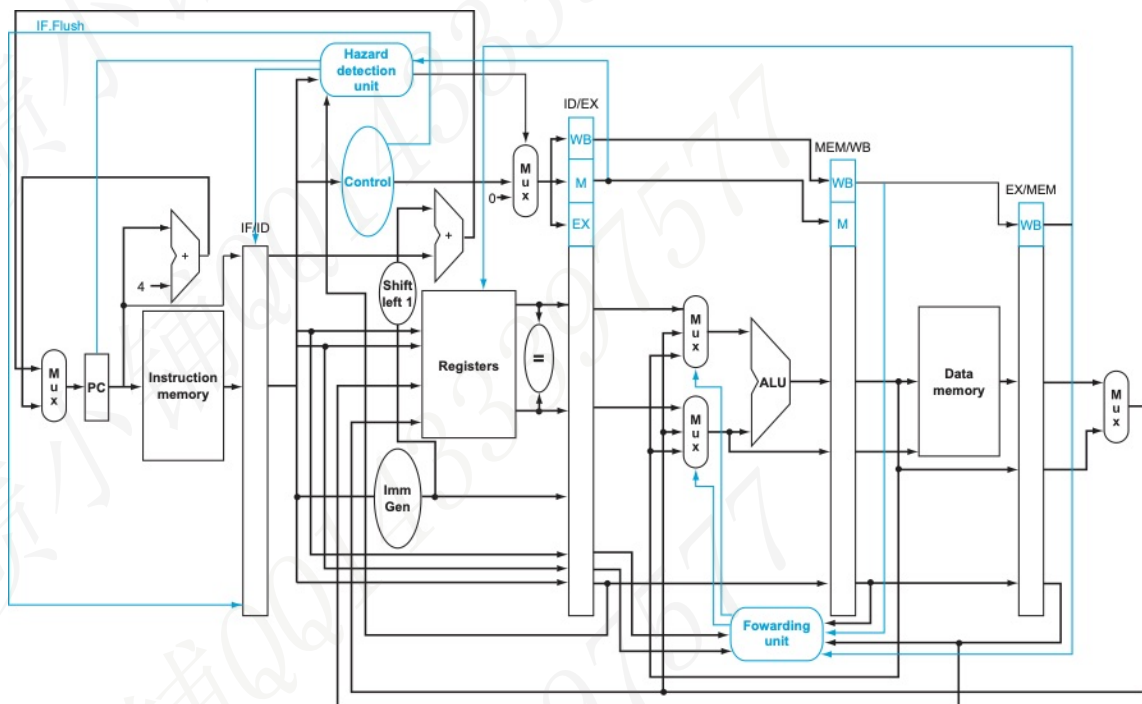 IF.Flush
Hazard
detection
unit
ID/EX
WB
MEM/WB
Control
M
u
x
M
WB
EX/MEM
0
EX
M
WB
IF/ID
+
+
4
Shift
left 1
M
u
x
Registers
=
ALU
Data
memory
M
u
x
PC
Instruction
memory
M
u
x
M
u
x
Imm
Gen
Fowarding
unit